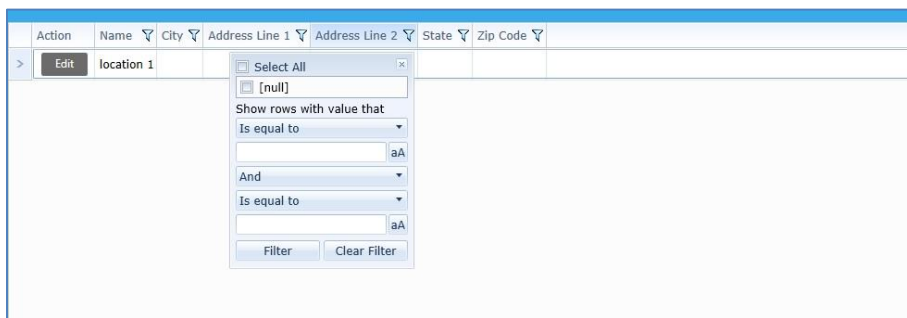 Action Name City Address Line 1 Address Line 2 State Zip Code
> Edit location 1
Select All ×
[null]
Show rows with value that
Is equal to
aA
And
Is equal to
aA
Filter Clear Filter